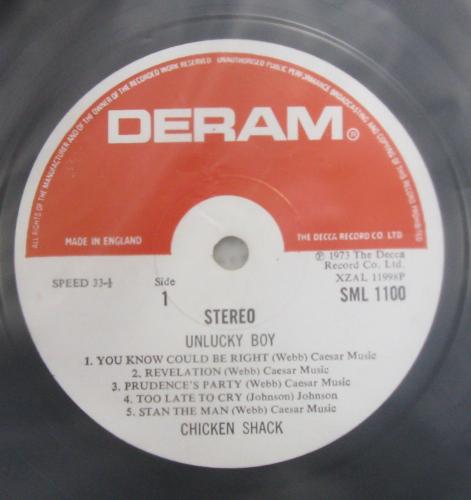 ALL RIGHTS OF THE MANUFACTURER AND OF THE OWNER OF THE RECORDED WORK RESERVED UNAUTHORISED PUBLIC PERFORMANCE BROADCASTING AND COPYING OF THIS RECORD PROHIBITED
DERAM®
MADE IN ENGLAND
THE DECCA RECORD CO. LTD.
℗ 1973 The Decca
Record Co. Ltd.
SPEED 33⅓
Side
1
XZAL 11998P
STEREO
SML 1100
UNLUCKY BOY
1. YOU KNOW COULD BE RIGHT (Webb) Caesar Music
2. REVELATION (Webb) Caesar Music
3. PRUDENCE'S PARTY (Webb) Caesar Music
4. TOO LATE TO CRY (Johnson) Johnson
5. STAN THE MAN (Webb) Caesar Music
CHICKEN SHACK